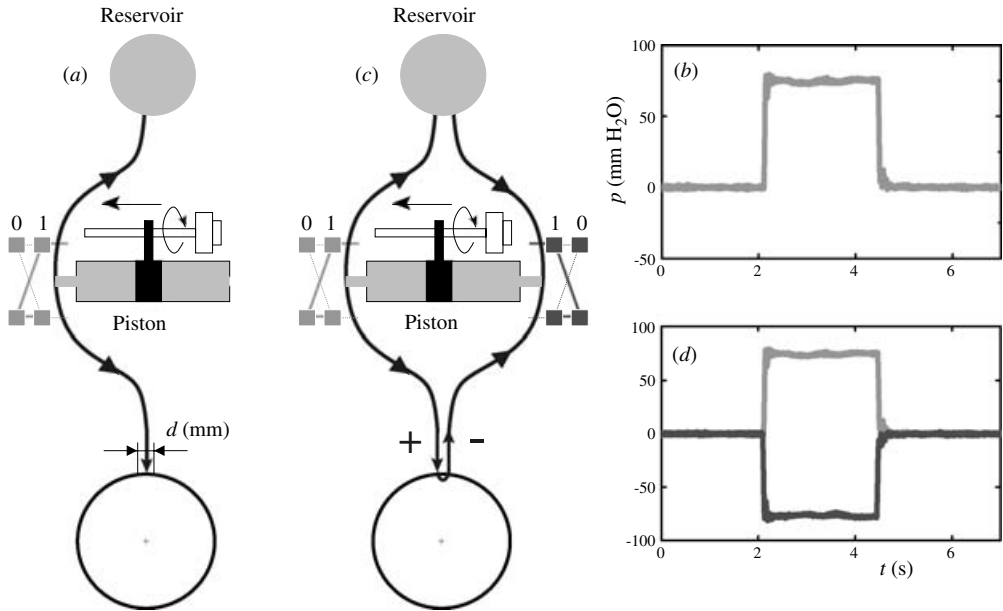 Reservoir
(a)
0 1
Piston
d (mm)
Reservoir
(c)
0 1
1 0
Piston
+ -
(b)
p (mm H₂O)
100
50
0
-50
0 2 4 6
(d)
100
50
0
-50
-100
0 2 4 6
t (s)